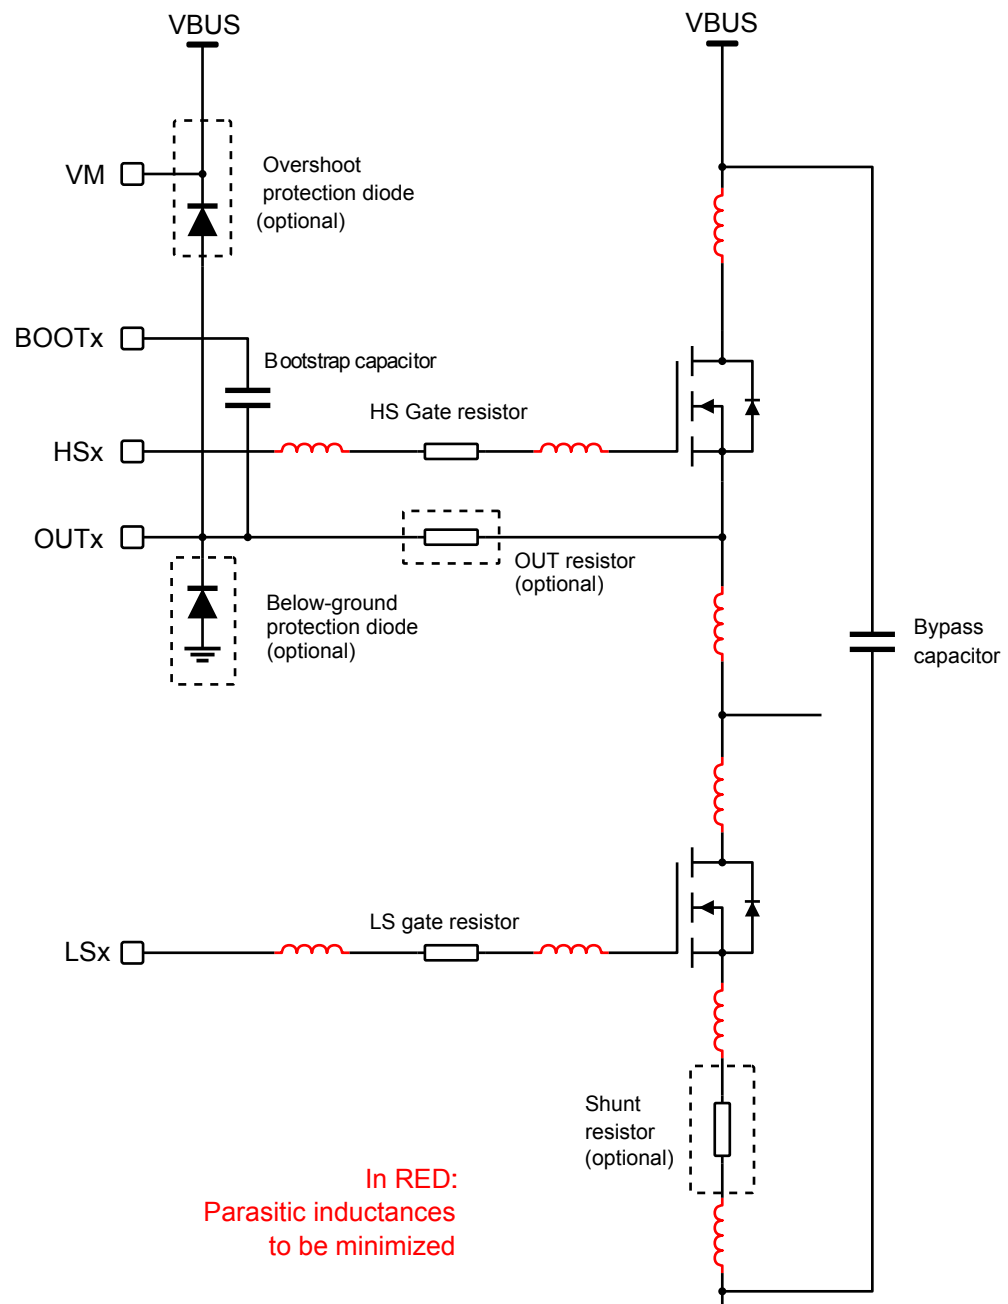 VBUS
VBUS
VM
Overshoot
protection diode
(optional)
BOOTx
Bootstrap capacitor
HS Gate resistor
HSx
OUTx
OUT resistor
(optional)
Below-ground
protection diode
(optional)
Bypass
capacitor
LS gate resistor
LSx
Shunt
resistor
(optional)
In RED:
Parasitic inductances
to be minimized